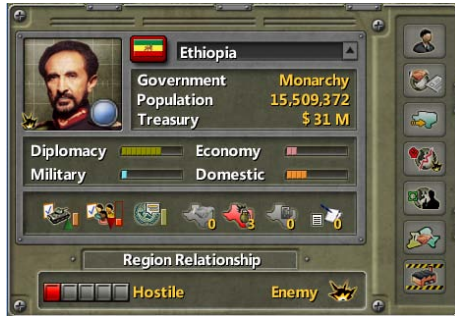 Ethiopia
Government Monarchy
Population 15,509,372
Treasury $ 31 M
Diplomacy Economy
Military Domestic
0 3 0 0
Region Relationship
Hostile Enemy